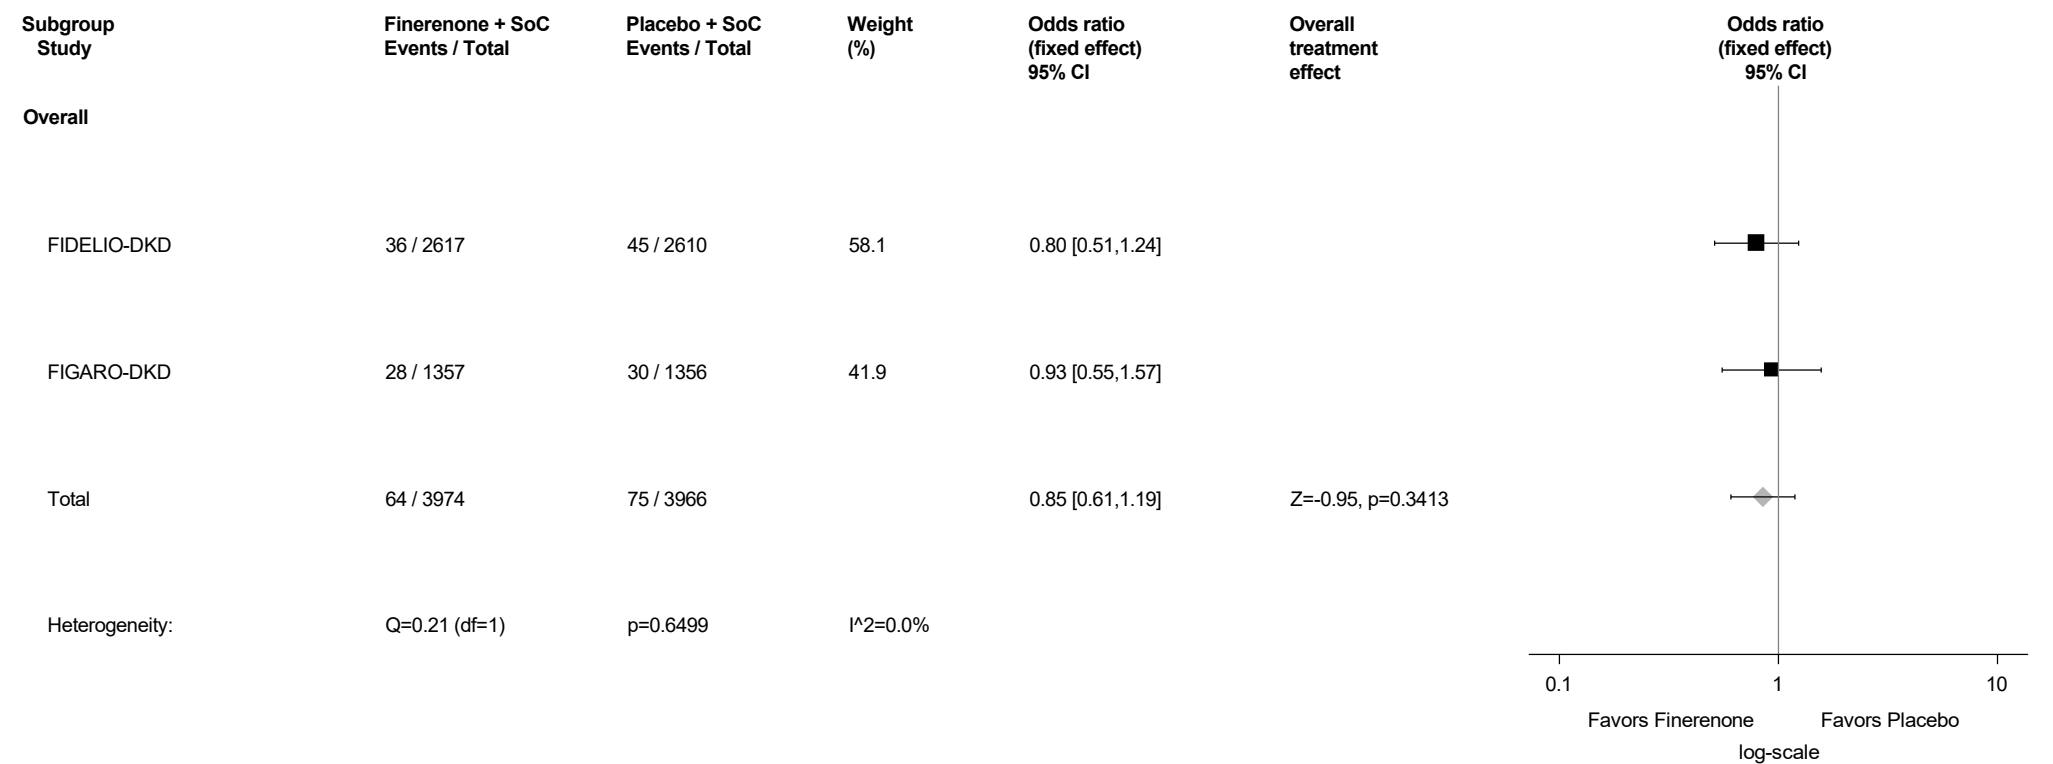 Subgroup Finerenone + SoC Placebo + SoC Weight Odds ratio Overall Odds ratio
Study Events / Total Events / Total (%) (fixed effect) treatment (fixed effect)
95% CI effect 95% CI
Overall
FIDELIO-DKD 36 / 2617 45 / 2610 58.1 0.80 [0.51,1.24]
FIGARO-DKD 28 / 1357 30 / 1356 41.9 0.93 [0.55,1.57]
Total 64 / 3974 75 / 3966 0.85 [0.61,1.19] Z=-0.95, p=0.3413
Heterogeneity: Q=0.21 (df=1) p=0.6499 I^2=0.0%
0.1 1 10
Favors Finerenone Favors Placebo
log-scale